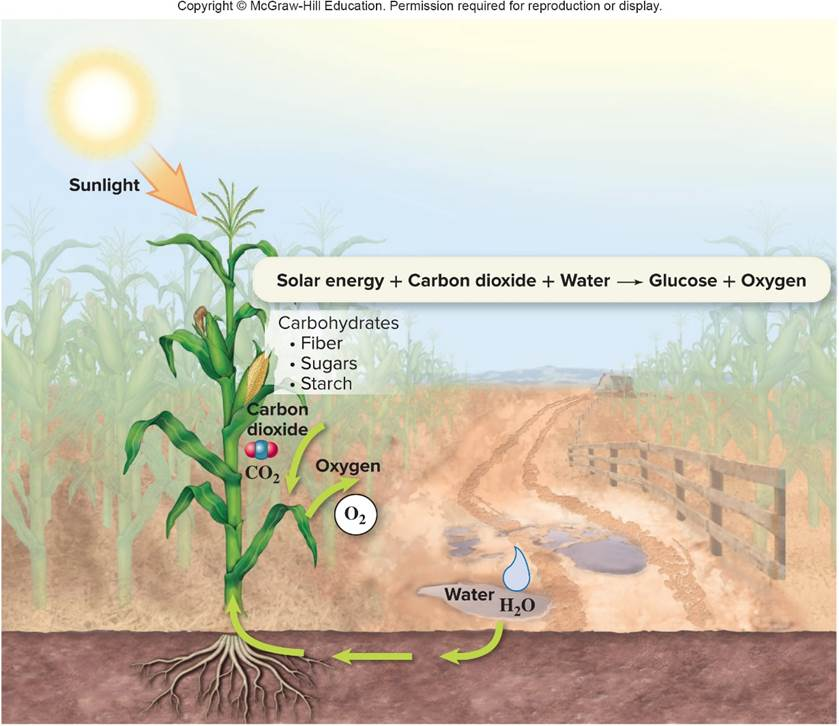 Copyright © McGraw-Hill Education. Permission required for reproduction or display.
Sunlight
Solar energy + Carbon dioxide + Water → Glucose + Oxygen
Carbohydrates
• Fiber
• Sugars
• Starch
Carbon
dioxide
CO₂
Oxygen
O₂
Water
H₂O